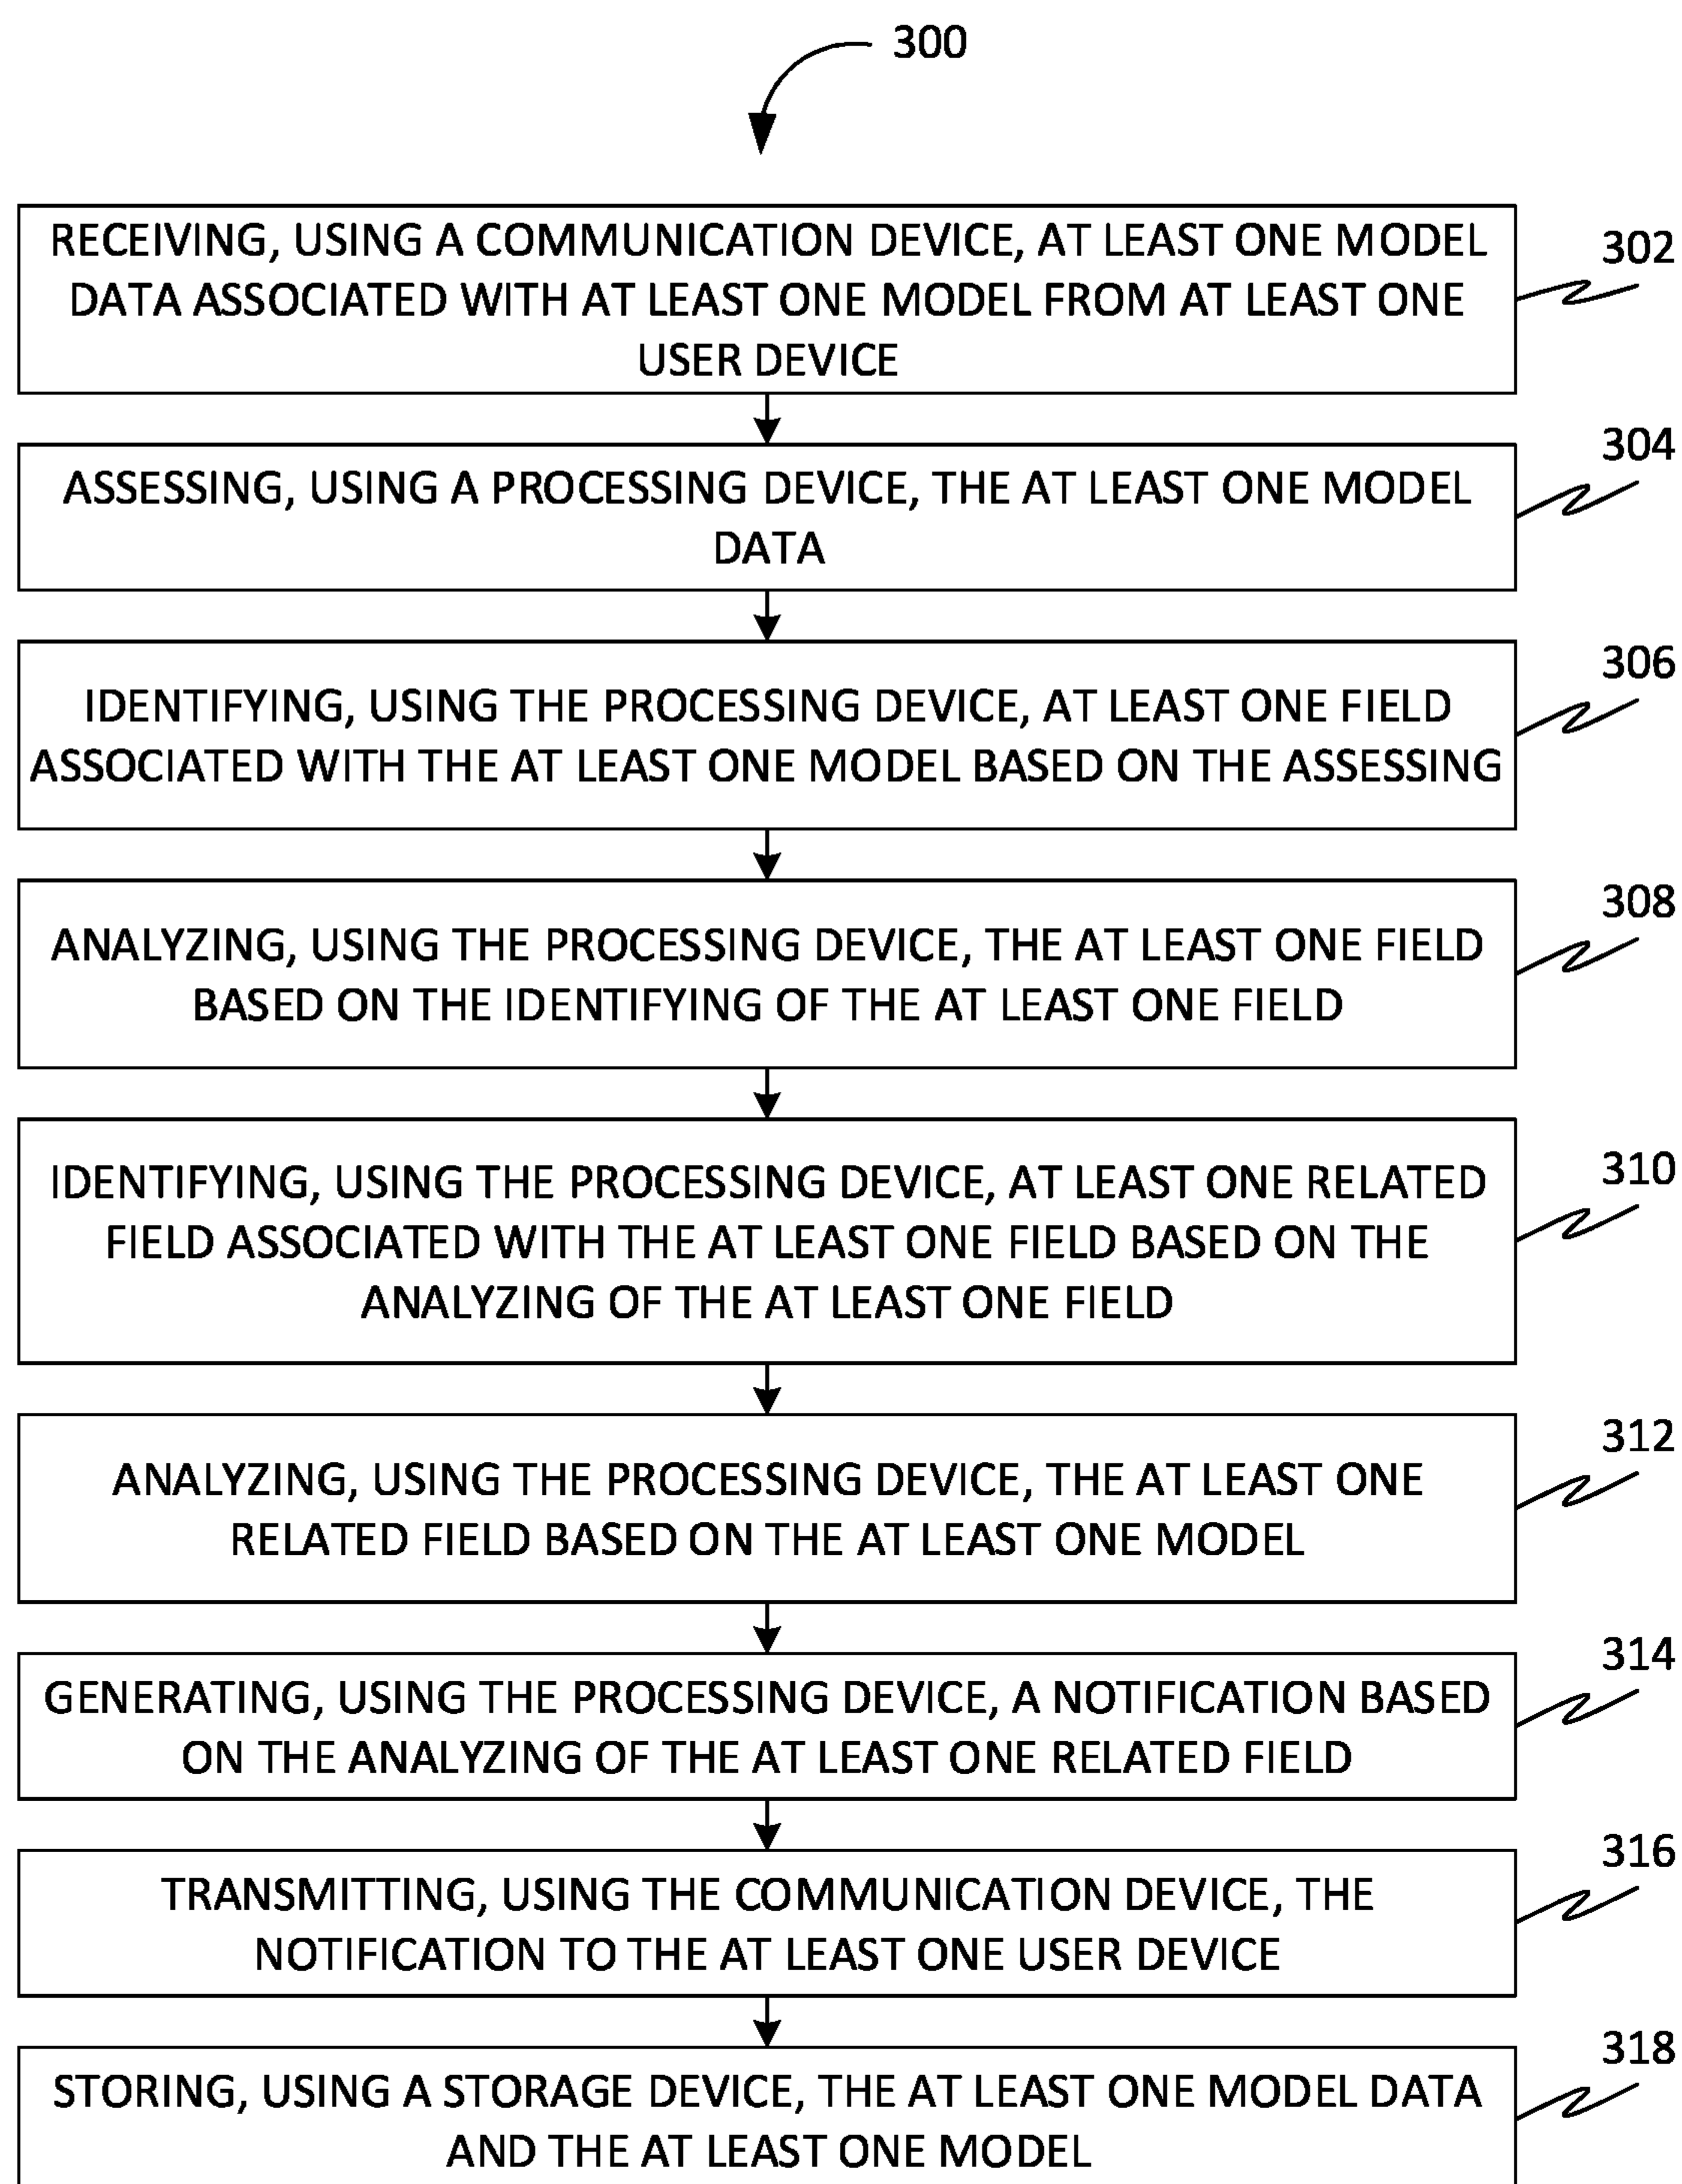 300
RECEIVING, USING A COMMUNICATION DEVICE, AT LEAST ONE MODEL
DATA ASSOCIATED WITH AT LEAST ONE MODEL FROM AT LEAST ONE
USER DEVICE
302
ASSESSING, USING A PROCESSING DEVICE, THE AT LEAST ONE MODEL
DATA
304
IDENTIFYING, USING THE PROCESSING DEVICE, AT LEAST ONE FIELD
ASSOCIATED WITH THE AT LEAST ONE MODEL BASED ON THE ASSESSING
306
ANALYZING, USING THE PROCESSING DEVICE, THE AT LEAST ONE FIELD
BASED ON THE IDENTIFYING OF THE AT LEAST ONE FIELD
308
IDENTIFYING, USING THE PROCESSING DEVICE, AT LEAST ONE RELATED
FIELD ASSOCIATED WITH THE AT LEAST ONE FIELD BASED ON THE
ANALYZING OF THE AT LEAST ONE FIELD
310
ANALYZING, USING THE PROCESSING DEVICE, THE AT LEAST ONE
RELATED FIELD BASED ON THE AT LEAST ONE MODEL
312
GENERATING, USING THE PROCESSING DEVICE, A NOTIFICATION BASED
ON THE ANALYZING OF THE AT LEAST ONE RELATED FIELD
314
TRANSMITTING, USING THE COMMUNICATION DEVICE, THE
NOTIFICATION TO THE AT LEAST ONE USER DEVICE
316
STORING, USING A STORAGE DEVICE, THE AT LEAST ONE MODEL DATA
AND THE AT LEAST ONE MODEL
318